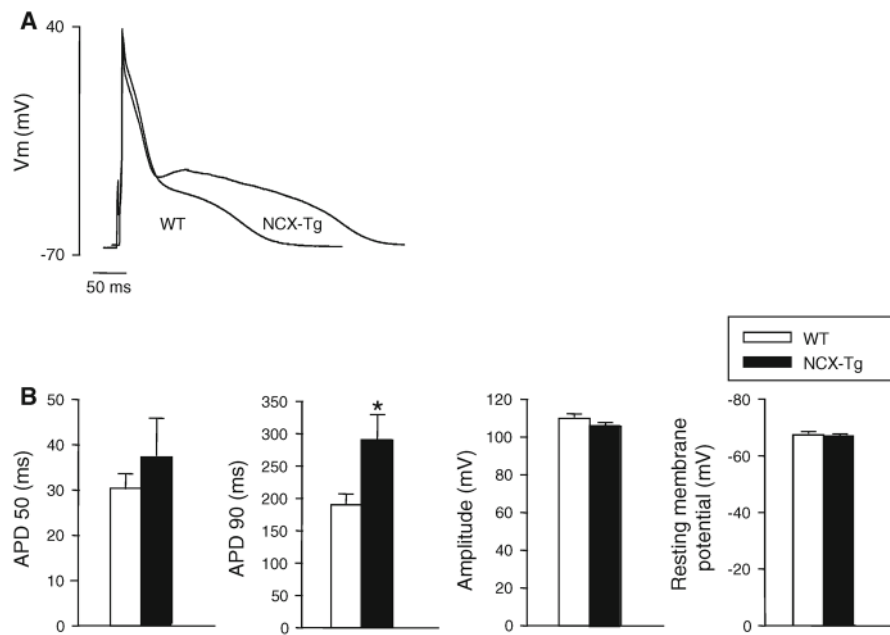 A
40
Vm (mV)
WT
NCX-Tg
-70
50 ms
WT
NCX-Tg
B
APD 50 (ms)
50
40
30
20
10
0
APD 90 (ms)
350
300
250
200
150
100
50
0
*
Amplitude (mV)
120
100
80
60
40
20
0
Resting membrane
potential (mV)
-80
-60
-40
-20
0